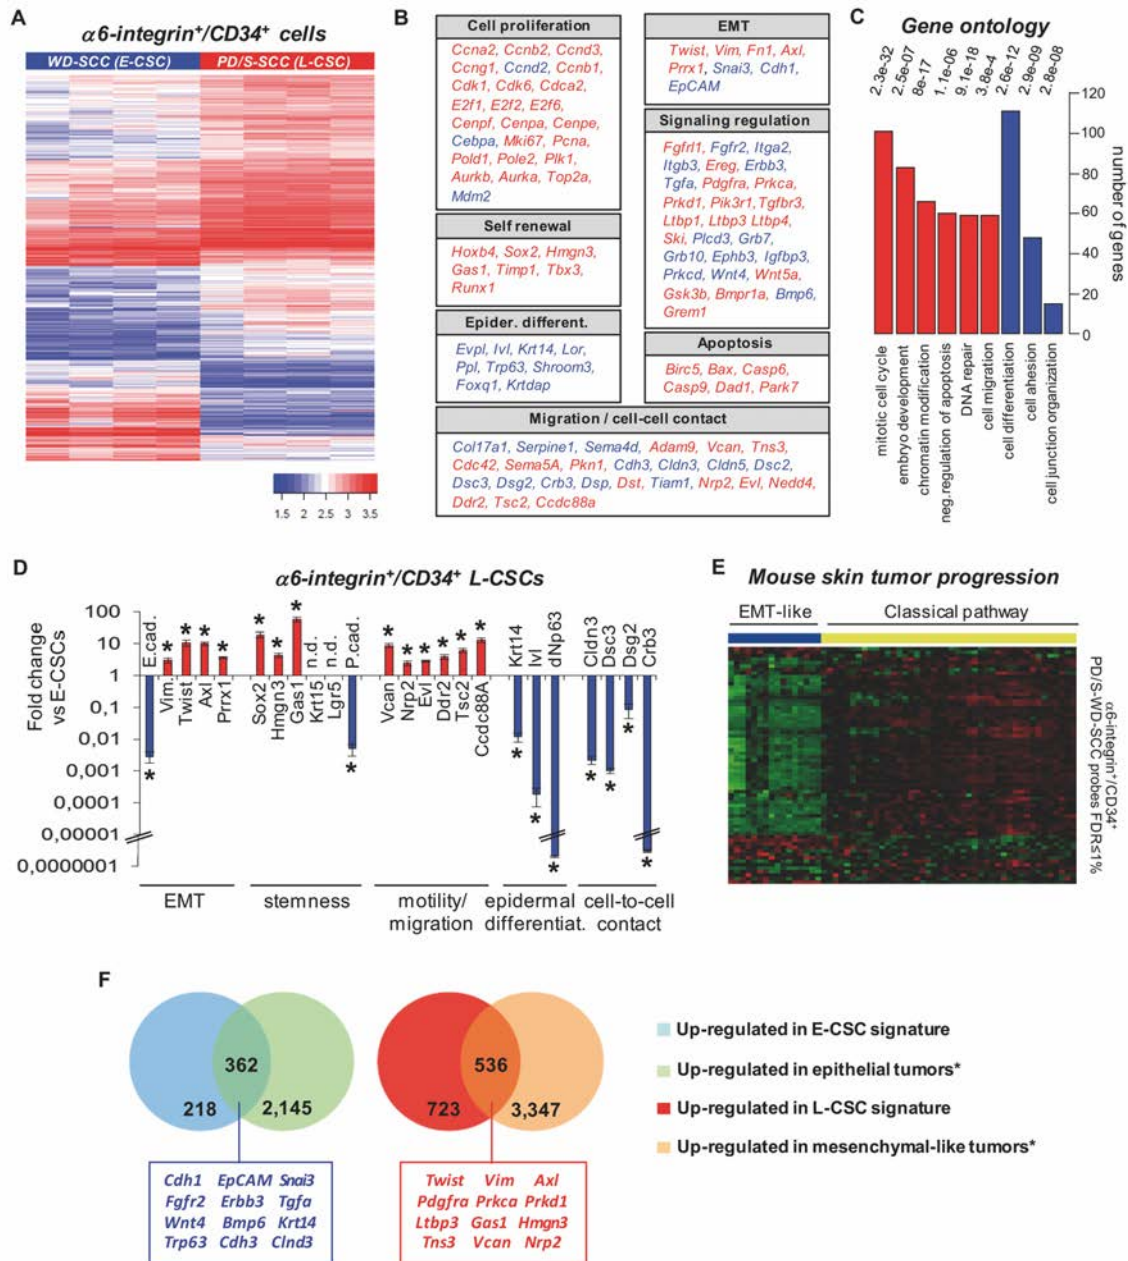 A
α6-integrin+/CD34+ cells
WD-SCC (E-CSC) PD/S-SCC (L-CSC)
1.5 2 2.5 3 3.5
B
Cell proliferation
Ccna2, Ccnb2, Ccnd3,
Ccng1, Ccnd2, Ccnb1,
Cdk1, Cdk6, Cdca2,
E2f1, E2f2, E2f6,
Cenpf, Cenpa, Cenpe,
Cebpa, Mki67, Pcna,
Pold1, Pole2, Plk1,
Aurkb, Aurka, Top2a,
Mdm2
Self renewal
Hoxb4, Sox2, Hmgn3,
Gas1, Timp1, Tbx3,
Runx1
Epider. different.
Evpl, Ivl, Krt14, Lor,
Ppl, Trp63, Shroom3,
Foxq1, Krtdap
EMT
Twist, Vim, Fn1, Axl,
Prrx1, Snai3, Cdh1,
EpCAM
Signaling regulation
Fgfrl1, Fgfr2, Itga2,
Itgb3, Ereg, Erbb3,
Tgfa, Pdgfra, Prkca,
Prkd1, Pik3r1,Tgfbr3,
Ltbp1, Ltbp3 Ltbp4,
Ski, Plcd3, Grb7,
Grb10, Ephb3, Igfbp3,
Prkcd, Wnt4, Wnt5a,
Gsk3b, Bmpr1a, Bmp6,
Grem1
Apoptosis
Birc5, Bax, Casp6,
Casp9, Dad1, Park7
Migration / cell-cell contact
Col17a1, Serpine1, Sema4d, Adam9, Vcan, Tns3,
Cdc42, Sema5A, Pkn1, Cdh3, Cldn3, Cldn5, Dsc2,
Dsc3, Dsg2, Crb3, Dsp, Dst, Tiam1, Nrp2, Evl, Nedd4,
Ddr2, Tsc2, Ccdc88a
C
Gene ontology
2.3e-32
2.5e-07
8e-17
1.1e-06
9.1e-18
3.8e-4
2.6e-12
2.9e-09
2.8e-08
120
100
80
60
40
20
0
number of genes
mitotic cell cycle
embryo development
chromatin modification
neg.regulation of apoptosis
DNA repair
cell migration
cell differentiation
cell ahesion
cell junction organization
D
α6-integrin+/CD34+ L-CSCs
Fold change
vs E-CSCs
100
10
1
0,1
0,01
0,001
0,0001
0,00001
0,0000001
E.cad.
Vim.
Twist
Axl
Prrx1
Sox2
Hmgn3
Gas1
Krt15 n.d.
Lgr5 n.d.
P.cad.
Vcan
Nrp2
Evl
Ddr2
Tsc2
Ccdc88A
Krt14
Ivl
dNp63
Cldn3
Dsc3
Dsg2
Crb3
* * * * * * * * * * * * * * * * * * * * * *
EMT
stemness
motility/
migration
epidermal
differentiat.
cell-to-cell
contact
E
Mouse skin tumor progression
EMT-like Classical pathway
α6-integrin+/CD34+
PD/S-WD-SCC probes FDR≤1%
F
362
218 2,145
Cdh1 EpCAM Snai3
Fgfr2 Erbb3 Tgfa
Wnt4 Bmp6 Krt14
Trp63 Cdh3 Clnd3
536
723 3,347
Twist Vim Axl
Pdgfra Prkca Prkd1
Ltbp3 Gas1 Hmgn3
Tns3 Vcan Nrp2
Up-regulated in E-CSC signature
Up-regulated in epithelial tumors*
Up-regulated in L-CSC signature
Up-regulated in mesenchymal-like tumors*